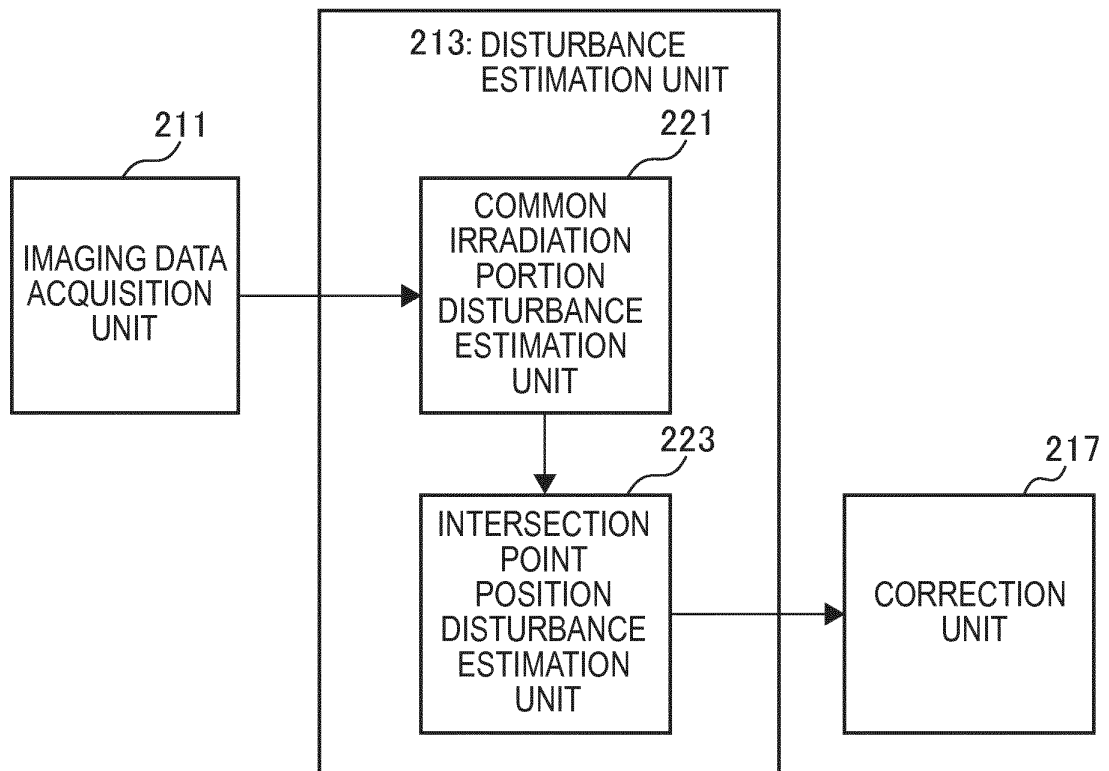 213: DISTURBANCE
ESTIMATION UNIT
211
IMAGING DATA
ACQUISITION
UNIT
221
COMMON
IRRADIATION
PORTION
DISTURBANCE
ESTIMATION
UNIT
223
INTERSECTION
POINT
POSITION
DISTURBANCE
ESTIMATION
UNIT
217
CORRECTION
UNIT